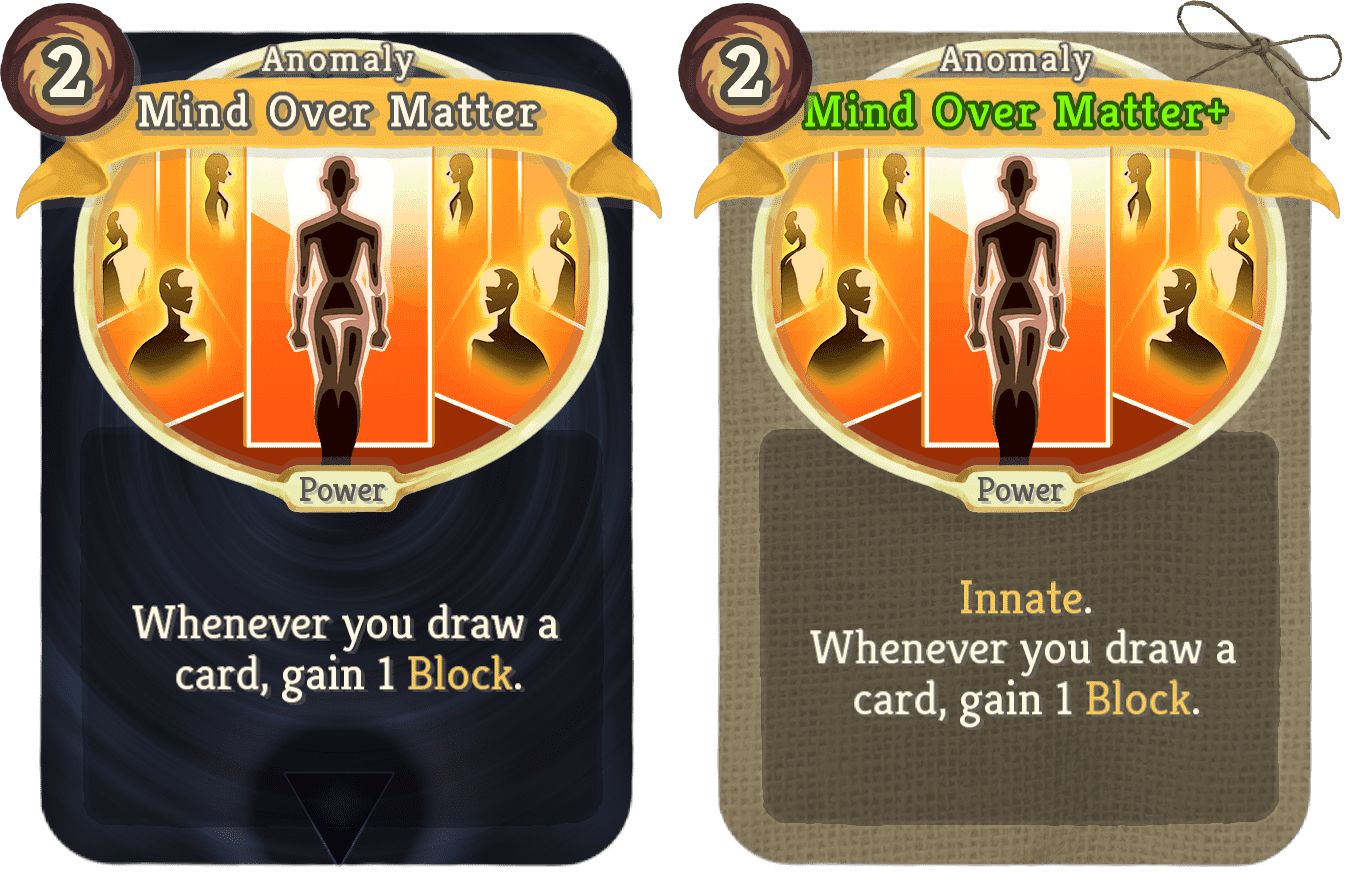 2
Anomaly
Mind Over Matter
Power
Whenever you draw a
card, gain 1 Block.
2
Anomaly
Mind Over Matter+
Power
Innate.
Whenever you draw a
card, gain 1 Block.